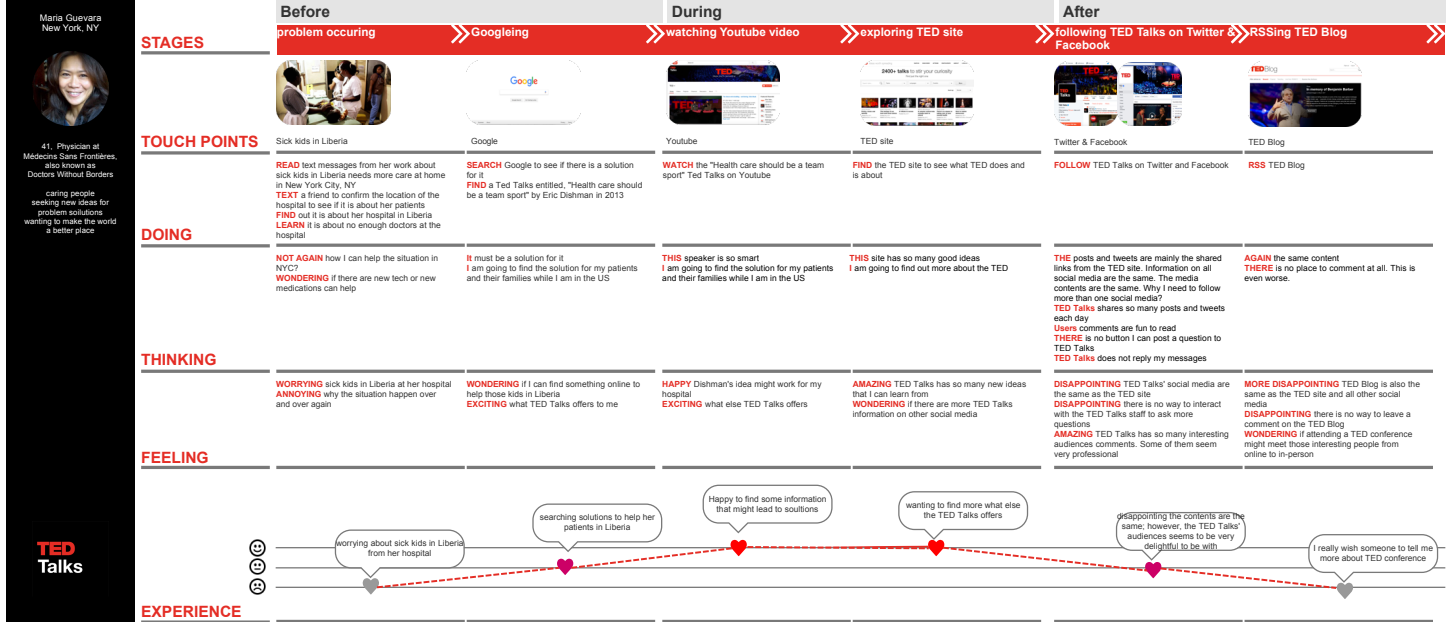 Maria Guevara
New York, NY
41, Physician at
Médecins Sans Frontières,
also known as
Doctors Without Borders
caring people
seeking new ideas for
problem soilutions
wanting to make the world
a better place
TED
Talks
Before
During
After
STAGES
problem occuring
Googleing
watching Youtube video
exploring TED site
following TED Talks on Twitter &
Facebook
RSSing TED Blog
Google
TED
2400+ talks to stir your curiosity
TED
Talks
TEDBlog
In memory of Benjamin Barber
TOUCH POINTS
Sick kids in Liberia
Google
Youtube
TED site
Twitter & Facebook
TED Blog
DOING
READ text messages from her work about
sick kids in Liberia needs more care at home
in New York City, NY
TEXT a friend to confirm the location of the
hospital to see if it is about her patients
FIND out it is about her hospital in Liberia
LEARN it is about no enough doctors at the
hospital
SEARCH Google to see if there is a solution
for it
FIND a Ted Talks entitled, "Health care should
be a team sport" by Eric Dishman in 2013
WATCH the "Health care should be a team
sport" Ted Talks on Youtube
FIND the TED site to see what TED does and
is about
FOLLOW TED Talks on Twitter and Facebook
RSS TED Blog
THINKING
NOT AGAIN how I can help the situation in
NYC?
WONDERING if there are new tech or new
medications can help
It must be a solution for it
I am going to find the solution for my patients
and their families while I am in the US
THIS speaker is so smart
I am going to find the solution for my patients
and their families while I am in the US
THIS site has so many good ideas
I am going to find out more about the TED
THE posts and tweets are mainly the shared
links from the TED site. Information on all
social media are the same. The media
contents are the same. Why I need to follow
more than one social media?
TED Talks shares so many posts and tweets
each day
Users comments are fun to read
THERE is no button I can post a question to
TED Talks
TED Talks does not reply my messages
AGAIN the same content
THERE is no place to comment at all. This is
even worse.
FEELING
WORRYING sick kids in Liberia at her hospital
ANNOYING why the situation happen over
and over again
WONDERING if I can find something online to
help those kids in Liberia
EXCITING what TED Talks offers to me
HAPPY Dishman's idea might work for my
hospital
EXCITING what else TED Talks offers
AMAZING TED Talks has so many new ideas
that I can learn from
WONDERING if there are more TED Talks
information on other social media
DISAPPOINTING TED Talks' social media are
the same as the TED site
DISAPPOINTING there is no way to interact
with the TED Talks staff to ask more
questions
AMAZING TED Talks has so many interesting
audiences comments. Some of them seem
very professional
MORE DISAPPOINTING TED Blog is also the
same as the TED site and all other social
media
DISAPPOINTING there is no way to leave a
comment on the TED Blog
WONDERING if attending a TED conference
might meet those interesting people from
online to in-person
EXPERIENCE
worrying about sick kids in Liberia
from her hospital
searching solutions to help her
patients in Liberia
Happy to find some information
that might lead to soultions
wanting to find more what else
the TED Talks offers
disappointing the contents are the
same; however, the TED Talks'
audiences seems to be very
delightful to be with
I really wish someone to tell me
more about TED conference